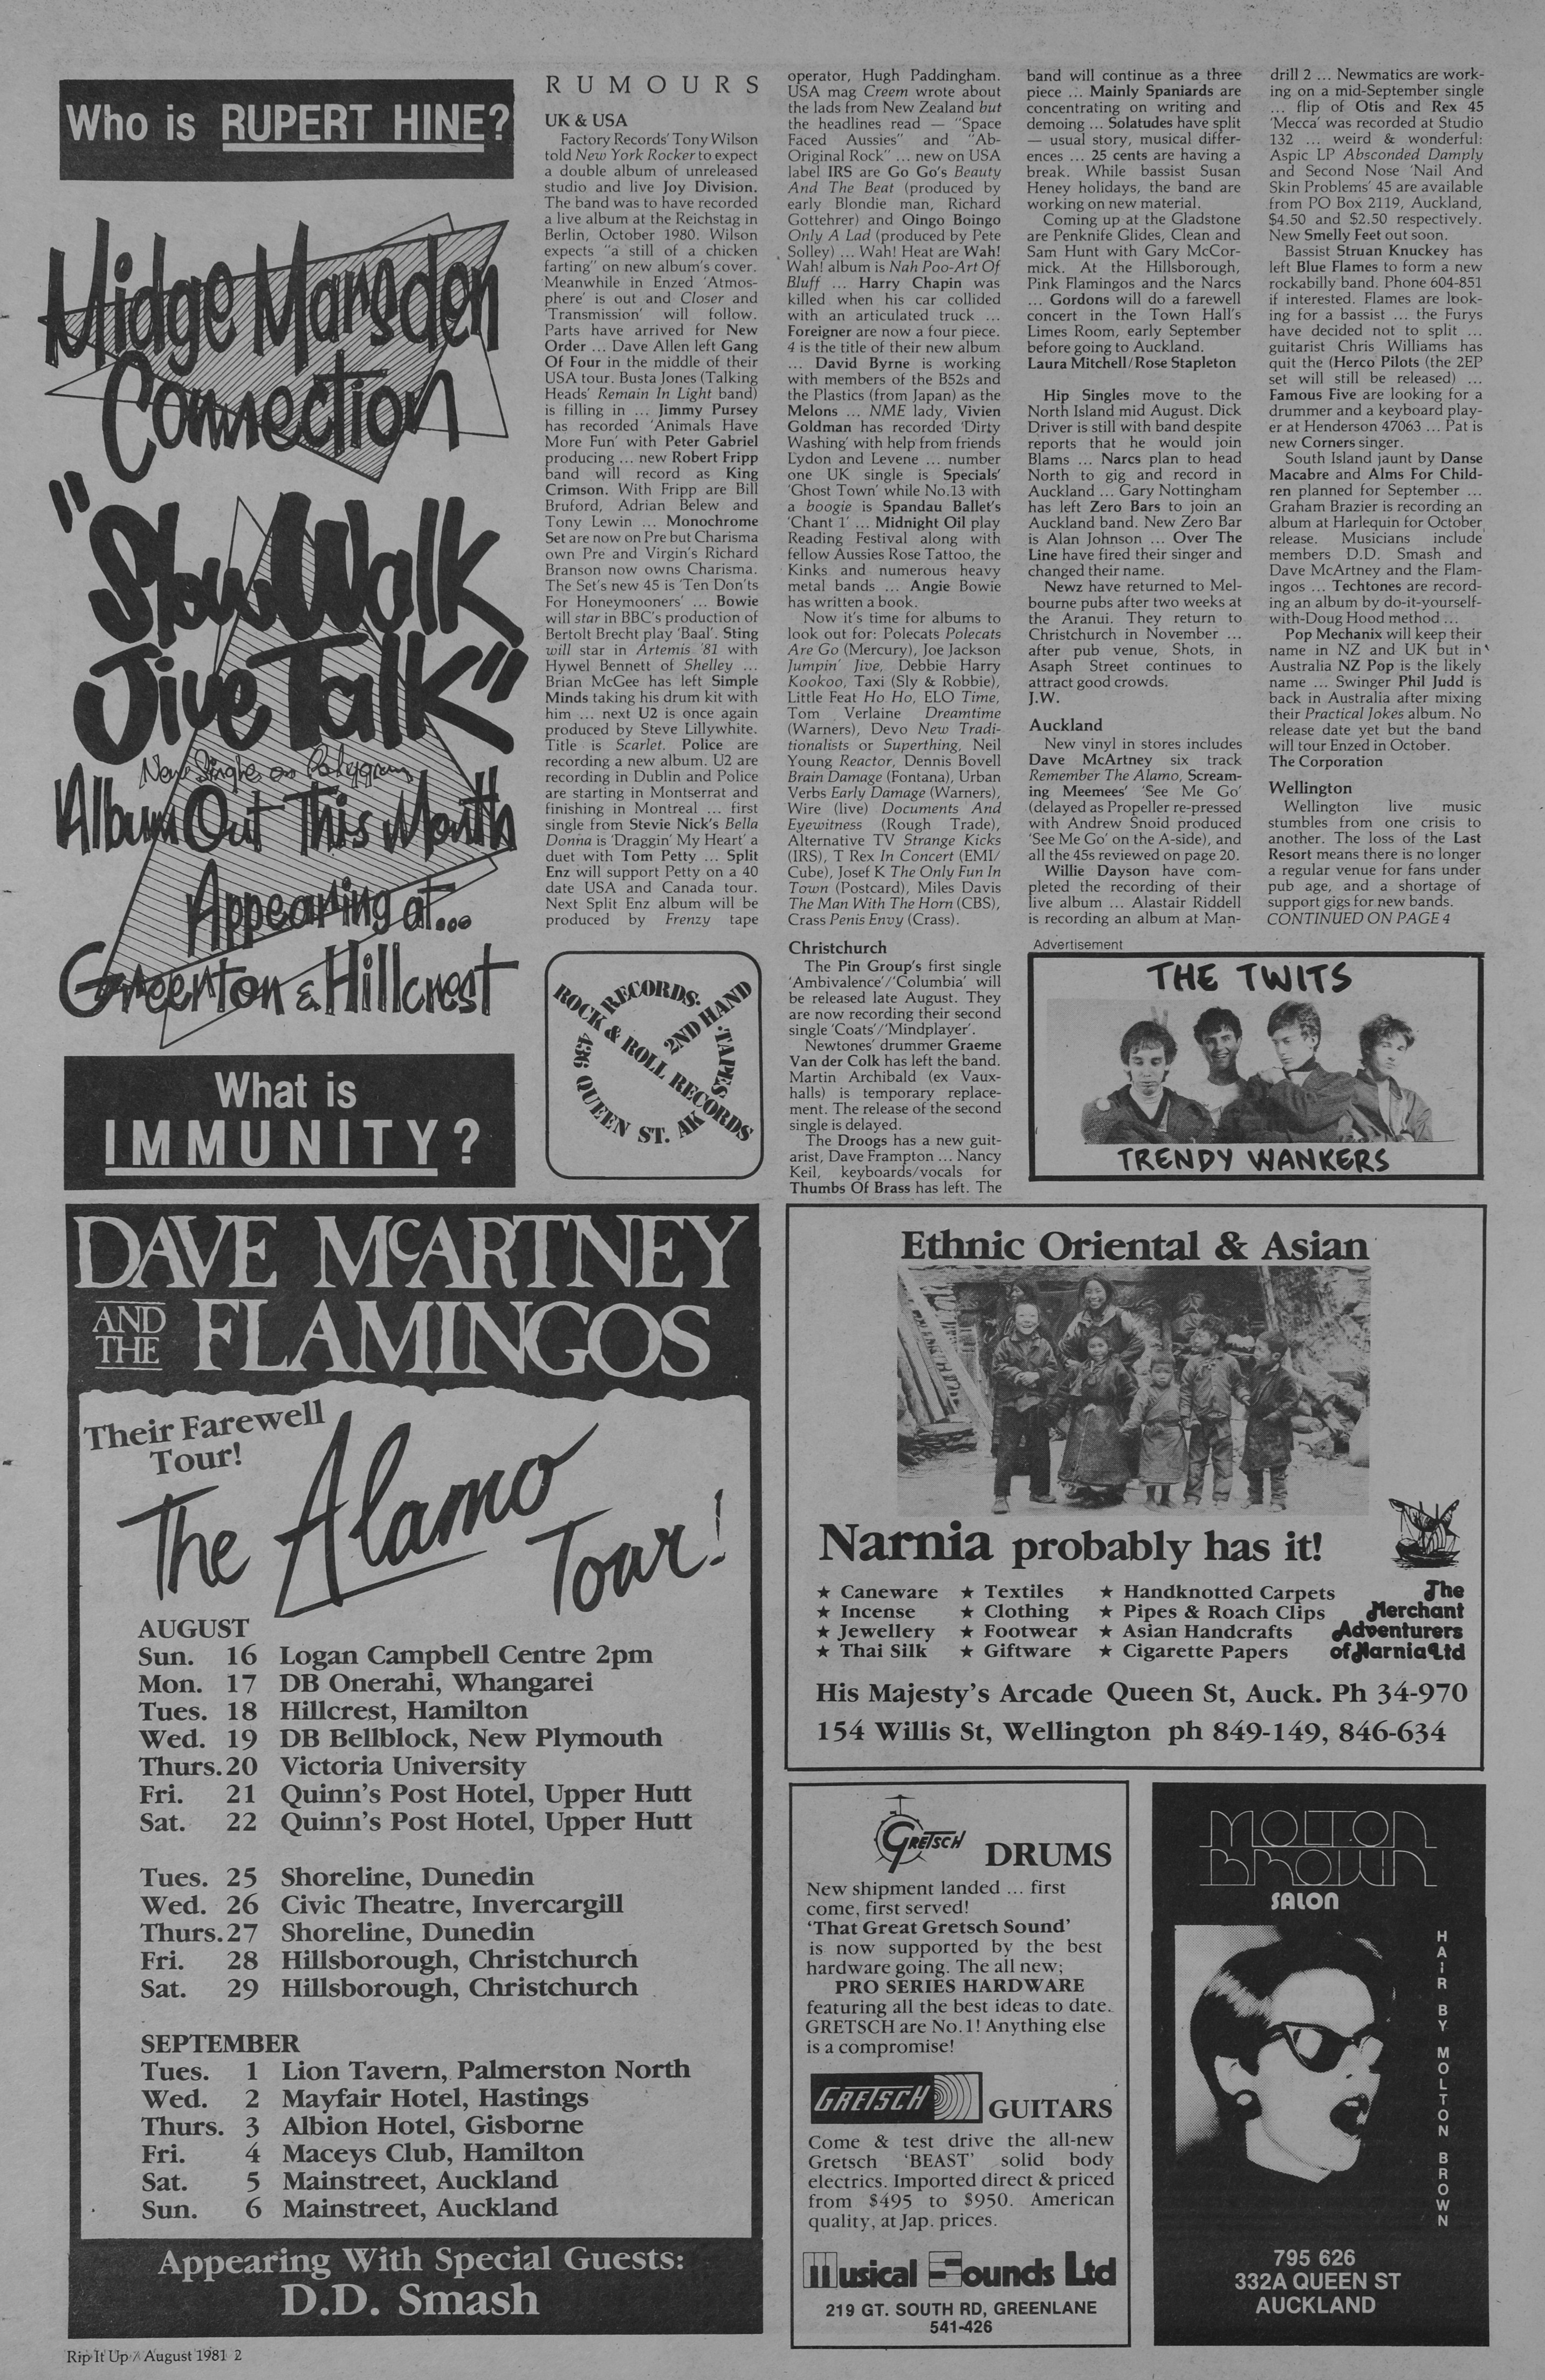 Who is RUPERT HINE?
Midge Marsden
Connection
"Slow Walk
Jive Talk"
New Single on Polygram
Album Out This Month
Appearing at...
Greerton & Hillcrest
What is
IMMUNITY?
RUMOURS
UK & USA
Factory Records' Tony Wilson
told New York Rocker to expect
a double album of unreleased
studio and live Joy Division.
The band was to have recorded
a live album at the Reichstag in
Berlin, October 1980. Wilson
expects "a still of a chicken
farting" on new album's cover.
Meanwhile in Enzed 'Atmos-
phere' is out and Closer and
'Transmission' will follow.
Parts have arrived for New
Order ... Dave Allen left Gang
Of Four in the middle of their
USA tour. Busta Jones (Talking
Heads' Remain In Light band)
is filling in ... Jimmy Pursey
has recorded 'Animals Have
More Fun' with Peter Gabriel
producing ... new Robert Fripp
band will record as King
Crimson. With Fripp are Bill
Bruford, Adrian Belew and
Tony Lewin ... Monochrome
Set are now on Pre but Charisma
own Pre and Virgin's Richard
Branson now owns Charisma.
The Set's new 45 is 'Ten Don'ts
For Honeymooners' ... Bowie
will star in BBC's production of
Bertolt Brecht play 'Baal'. Sting
will star in Artemis '81 with
Hywel Bennett of Shelley ...
Brian McGee has left Simple
Minds taking his drum kit with
him ... next U2 is once again
produced by Steve Lillywhite.
Title is Scarlet. Police are
recording a new album. U2 are
recording in Dublin and Police
are starting in Montserrat and
finishing in Montreal ... first
single from Stevie Nick's Bella
Donna is 'Draggin' My Heart' a
duet with Tom Petty ... Split
Enz will support Petty on a 40
date USA and Canada tour.
Next Split Enz album will be
produced by Frenzy tape
operator, Hugh Paddingham.
USA mag Creem wrote about
the lads from New Zealand but
the headlines read — "Space
Faced Aussies" and "Ab-
Original Rock" ... new on USA
label IRS are Go Go's Beauty
And The Beat (produced by
early Blondie man, Richard
Gottehrer) and Oingo Boingo
Only A Lad (produced by Pete
Solley) ... Wah! Heat are Wah!
Wah! album is Nah Poo-Art Of
Bluff ... Harry Chapin was
killed when his car collided
with an articulated truck ...
Foreigner are now a four piece.
4 is the title of their new album
... David Byrne is working
with members of the B52s and
the Plastics (from Japan) as the
Melons ... NME lady, Vivien
Goldman has recorded 'Dirty
Washing' with help from friends
Lydon and Levene ... number
one UK single is Specials'
'Ghost Town' while No.13 with
a boogie is Spandau Ballet's
'Chant 1' ... Midnight Oil play
Reading Festival along with
fellow Aussies Rose Tattoo, the
Kinks and numerous heavy
metal bands ... Angie Bowie
has written a book.
Now it's time for albums to
look out for: Polecats Polecats
Are Go (Mercury), Joe Jackson
Jumpin' Jive, Debbie Harry
Kookoo, Taxi (Sly & Robbie),
Little Feat Ho Ho, ELO Time,
Tom Verlaine Dreamtime
(Warners), Devo New Tradi-
tionalists or Superthing, Neil
Young Reactor, Dennis Bovell
Brain Damage (Fontana), Urban
Verbs Early Damage (Warners),
Wire (live) Documents And
Eyewitness (Rough Trade),
Alternative TV Strange Kicks
(IRS), T Rex In Concert (EMI/
Cube), Josef K The Only Fun In
Town (Postcard), Miles Davis
The Man With The Horn (CBS),
Crass Penis Envy (Crass).
Christchurch
The Pin Group's first single
'Ambivalence'/'Columbia' will
be released late August. They
are now recording their second
single 'Coats'/'Mindplayer'.
Newtones' drummer Graeme
Van der Colk has left the band.
Martin Archibald (ex Vaux-
halls) is temporary replace-
ment. The release of the second
single is delayed.
The Droogs has a new guit-
arist, Dave Frampton ... Nancy
Keil, keyboards/vocals for
Thumbs Of Brass has left. The
band will continue as a three
piece ... Mainly Spaniards are
concentrating on writing and
demoing ... Solatudes have split
— usual story, musical differ-
ences ... 25 cents are having a
break. While bassist Susan
Heney holidays, the band are
working on new material.
Coming up at the Gladstone
are Penknife Glides, Clean and
Sam Hunt with Gary McCor-
mick. At the Hillsborough,
Pink Flamingos and the Narcs
... Gordons will do a farewell
concert in the Town Hall's
Limes Room, early September
before going to Auckland.
Laura Mitchell/Rose Stapleton
Hip Singles move to the
North Island mid August. Dick
Driver is still with band despite
reports that he would join
Blams ... Narcs plan to head
North to gig and record in
Auckland ... Gary Nottingham
has left Zero Bars to join an
Auckland band. New Zero Bar
is Alan Johnson ... Over The
Line have fired their singer and
changed their name.
Newz have returned to Mel-
bourne pubs after two weeks at
the Aranui. They return to
Christchurch in November ...
after pub venue, Shots, in
Asaph Street continues to
attract good crowds.
J.W.
Auckland
New vinyl in stores includes
Dave McArtney six track
Remember The Alamo, Scream-
ing Meemees' 'See Me Go'
(delayed as Propeller re-pressed
with Andrew Snoid produced
'See Me Go' on the A-side), and
all the 45s reviewed on page 20.
Willie Dayson have com-
pleted the recording of their
live album ... Alastair Riddell
is recording an album at Man-
drill 2 ... Newmatics are work-
ing on a mid-September single
... flip of Otis and Rex 45
'Mecca' was recorded at Studio
132 ... weird & wonderful:
Aspic LP Absconded Damply
and Second Nose 'Nail And
Skin Problems' 45 are available
from PO Box 2119, Auckland,
$4.50 and $2.50 respectively.
New Smelly Feet out soon.
Bassist Struan Knuckey has
left Blue Flames to form a new
rockabilly band. Phone 604-851
if interested. Flames are look-
ing for a bassist ... the Furys
have decided not to split ...
guitarist Chris Williams has
quit the (Herco Pilots (the 2EP
set will still be released) ...
Famous Five are looking for a
drummer and a keyboard play-
er at Henderson 47063 ... Pat is
new Corners singer.
South Island jaunt by Danse
Macabre and Alms For Child-
ren planned for September ...
Graham Brazier is recording an
album at Harlequin for October
release. Musicians include
members D.D. Smash and
Dave McArtney and the Flam-
ingos ... Techtones are record-
ing an album by do-it-yourself-
with-Doug Hood method ...
Pop Mechanix will keep their
name in NZ and UK but in
Australia NZ Pop is the likely
name ... Swinger Phil Judd is
back in Australia after mixing
their Practical Jokes album. No
release date yet but the band
will tour Enzed in October.
The Corporation
Wellington
Wellington live music
stumbles from one crisis to
another. The loss of the Last
Resort means there is no longer
a regular venue for fans under
pub age, and a shortage of
support gigs for new bands.
CONTINUED ON PAGE 4
RECORDS· 2ND HAND ·TAPES·
ROCK & ROLL RECORDS
436 QUEEN ST. AK
Advertisement
THE TWITS
TRENDY WANKERS
DAVE McARTNEY
AND THE FLAMINGOS
Their Farewell
Tour!
The Alamo
Tour!
AUGUST
Sun. 16 Logan Campbell Centre 2pm
Mon. 17 DB Onerahi, Whangarei
Tues. 18 Hillcrest, Hamilton
Wed. 19 DB Bellblock, New Plymouth
Thurs. 20 Victoria University
Fri. 21 Quinn's Post Hotel, Upper Hutt
Sat. 22 Quinn's Post Hotel, Upper Hutt
Tues. 25 Shoreline, Dunedin
Wed. 26 Civic Theatre, Invercargill
Thurs. 27 Shoreline, Dunedin
Fri. 28 Hillsborough, Christchurch
Sat. 29 Hillsborough, Christchurch
SEPTEMBER
Tues. 1 Lion Tavern, Palmerston North
Wed. 2 Mayfair Hotel, Hastings
Thurs. 3 Albion Hotel, Gisborne
Fri. 4 Maceys Club, Hamilton
Sat. 5 Mainstreet, Auckland
Sun. 6 Mainstreet, Auckland
Appearing With Special Guests:
D.D. Smash
Ethnic Oriental & Asian
Narnia probably has it!
★ Caneware ★ Textiles ★ Handknotted Carpets
★ Incense ★ Clothing ★ Pipes & Roach Clips
★ Jewellery ★ Footwear ★ Asian Handcrafts
★ Thai Silk ★ Giftware ★ Cigarette Papers
The
Merchant
Adventurers
of Narnia Ltd
His Majesty's Arcade Queen St, Auck. Ph 34-970
154 Willis St, Wellington ph 849-149, 846-634
GRETSCH DRUMS
New shipment landed ... first
come, first served!
'That Great Gretsch Sound'
is now supported by the best
hardware going. The all new;
PRO SERIES HARDWARE
featuring all the best ideas to date.
GRETSCH are No.1! Anything else
is a compromise!
GRETSCH GUITARS
Come & test drive the all-new
Gretsch 'BEAST' solid body
electrics. Imported direct & priced
from $495 to $950. American
quality, at Jap. prices.
Musical Sounds Ltd
219 GT. SOUTH RD, GREENLANE
541-426
MOLTON
BROWN
SALON
HAIR BY MOLTON BROWN
795 626
332A QUEEN ST
AUCKLAND
Rip It Up / August 1981 2